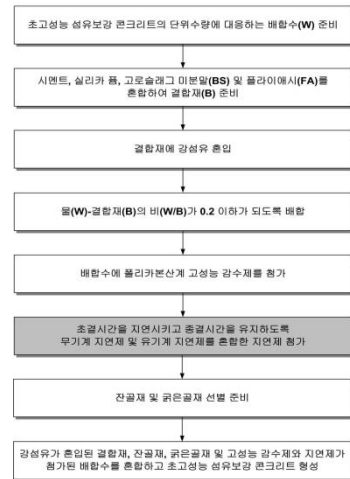 초고성능 섬유보강 콘크리트의 단위수량에 대응하는 배합수(W) 준비
시멘트, 실리카 퓸, 고로슬래그 미분말(BS) 및 플라이애시(FA)를
혼합하여 결합재(B) 준비
결합재에 강섬유 혼입
물(W)-결합재(B)의 비(W/B)가 0.2 이하가 되도록 배합
배합수에 폴리카본산계 고성능 감수제를 첨가
초결시간을 지연시키고 종결시간을 유지하도록
무기계 지연제 및 유기계 지연제를 혼합한 지연제 첨가
잔골재 및 굵은골재 선별 준비
강섬유가 혼입된 결합재, 잔골재, 굵은골재 및 고성능 감수제와 지연제가
첨가된 배합수를 혼합하고 초고성능 섬유보강 콘크리트 형성